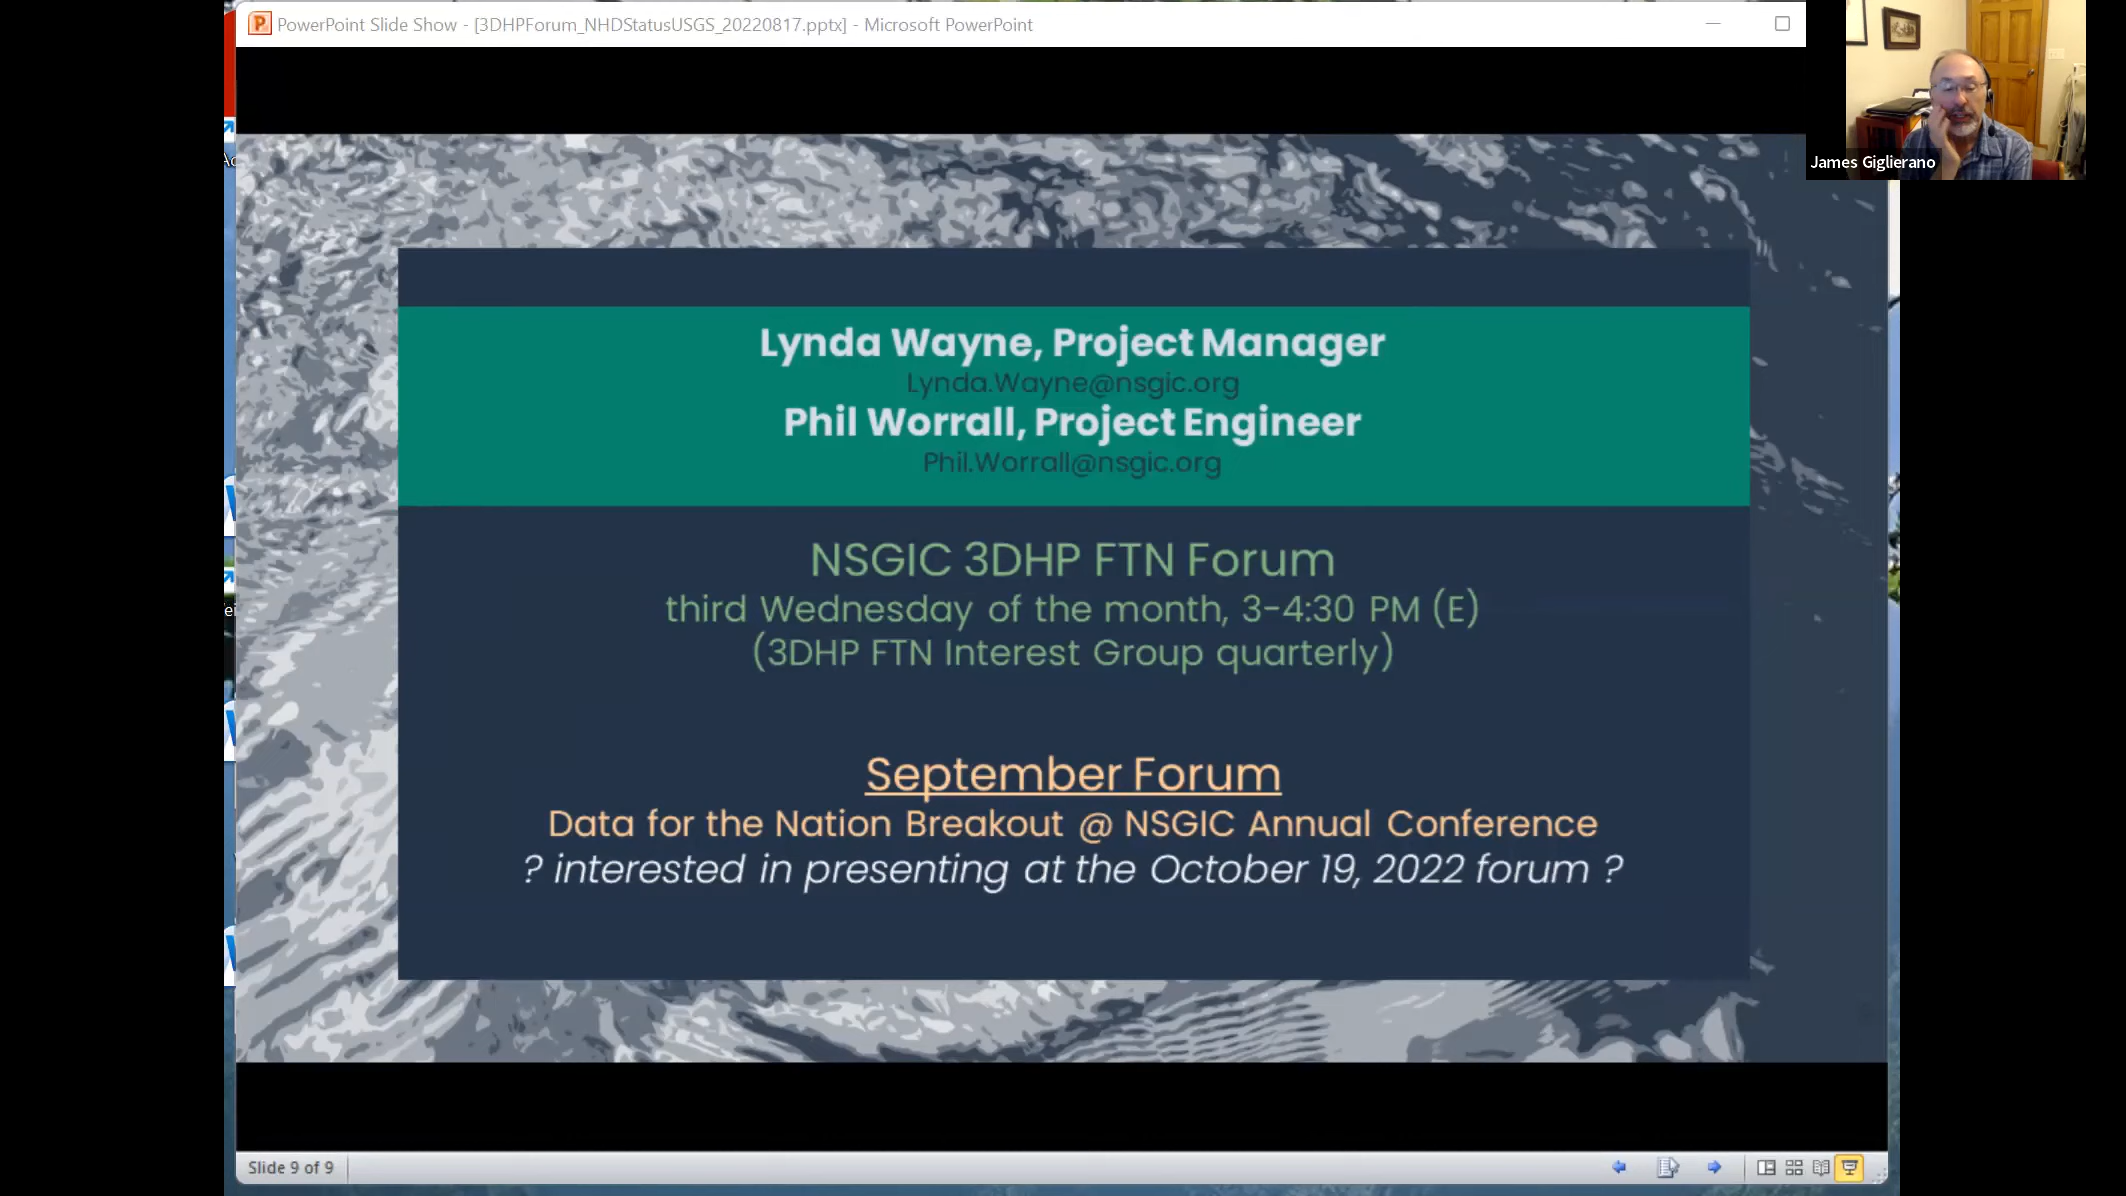 PowerPoint Slide Show - [3DHPForum_NHDStatusUSGS_20220817.pptx] - Microsoft PowerPoint
James Giglierano
Lynda Wayne, Project Manager
Lynda.Wayne@nsgic.org
Phil Worrall, Project Engineer
Phil.Worrall@nsgic.org
NSGIC 3DHP FTN Forum
third Wednesday of the month, 3-4:30 PM (E)
(3DHP FTN Interest Group quarterly)
September Forum
Data for the Nation Breakout @ NSGIC Annual Conference
? interested in presenting at the October 19, 2022 forum ?
Slide 9 of 9